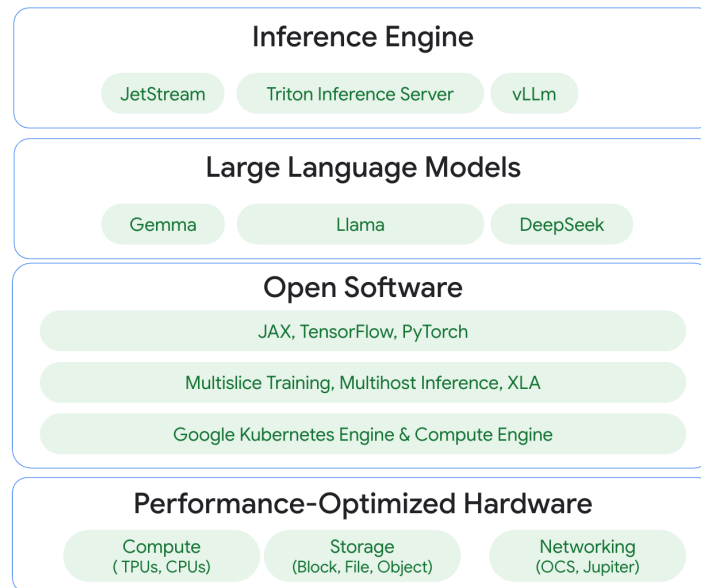 Inference Engine
JetStream
Triton Inference Server
vLLm
Large Language Models
Gemma
Llama
DeepSeek
Open Software
JAX, TensorFlow, PyTorch
Multislice Training, Multihost Inference, XLA
Google Kubernetes Engine & Compute Engine
Performance-Optimized Hardware
Compute
( TPUs, CPUs)
Storage
(Block, File, Object)
Networking
(OCS, Jupiter)